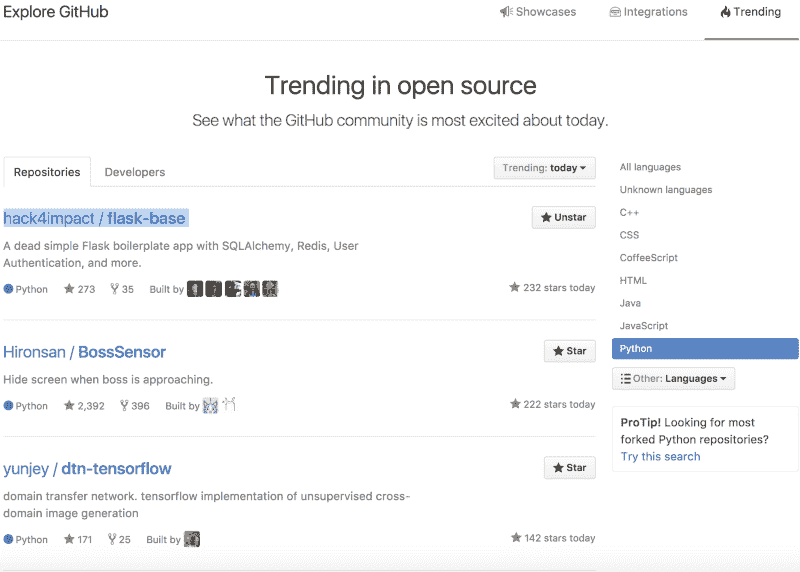 Explore GitHub
Showcases
Integrations
Trending
Trending in open source
See what the GitHub community is most excited about today.
Repositories
Developers
Trending: today
hack4impact / flask-base
Unstar
A dead simple Flask boilerplate app with SQLAlchemy, Redis, User
Authentication, and more.
Python 273 35 Built by
232 stars today
Hironsan / BossSensor
Star
Hide screen when boss is approaching.
Python 2,392 396 Built by
222 stars today
yunjey / dtn-tensorflow
Star
domain transfer network. tensorflow implementation of unsupervised cross-
domain image generation
Python 171 25 Built by
142 stars today
All languages
Unknown languages
C++
CSS
CoffeeScript
HTML
Java
JavaScript
Python
Other: Languages
ProTip! Looking for most
forked Python repositories?
Try this search